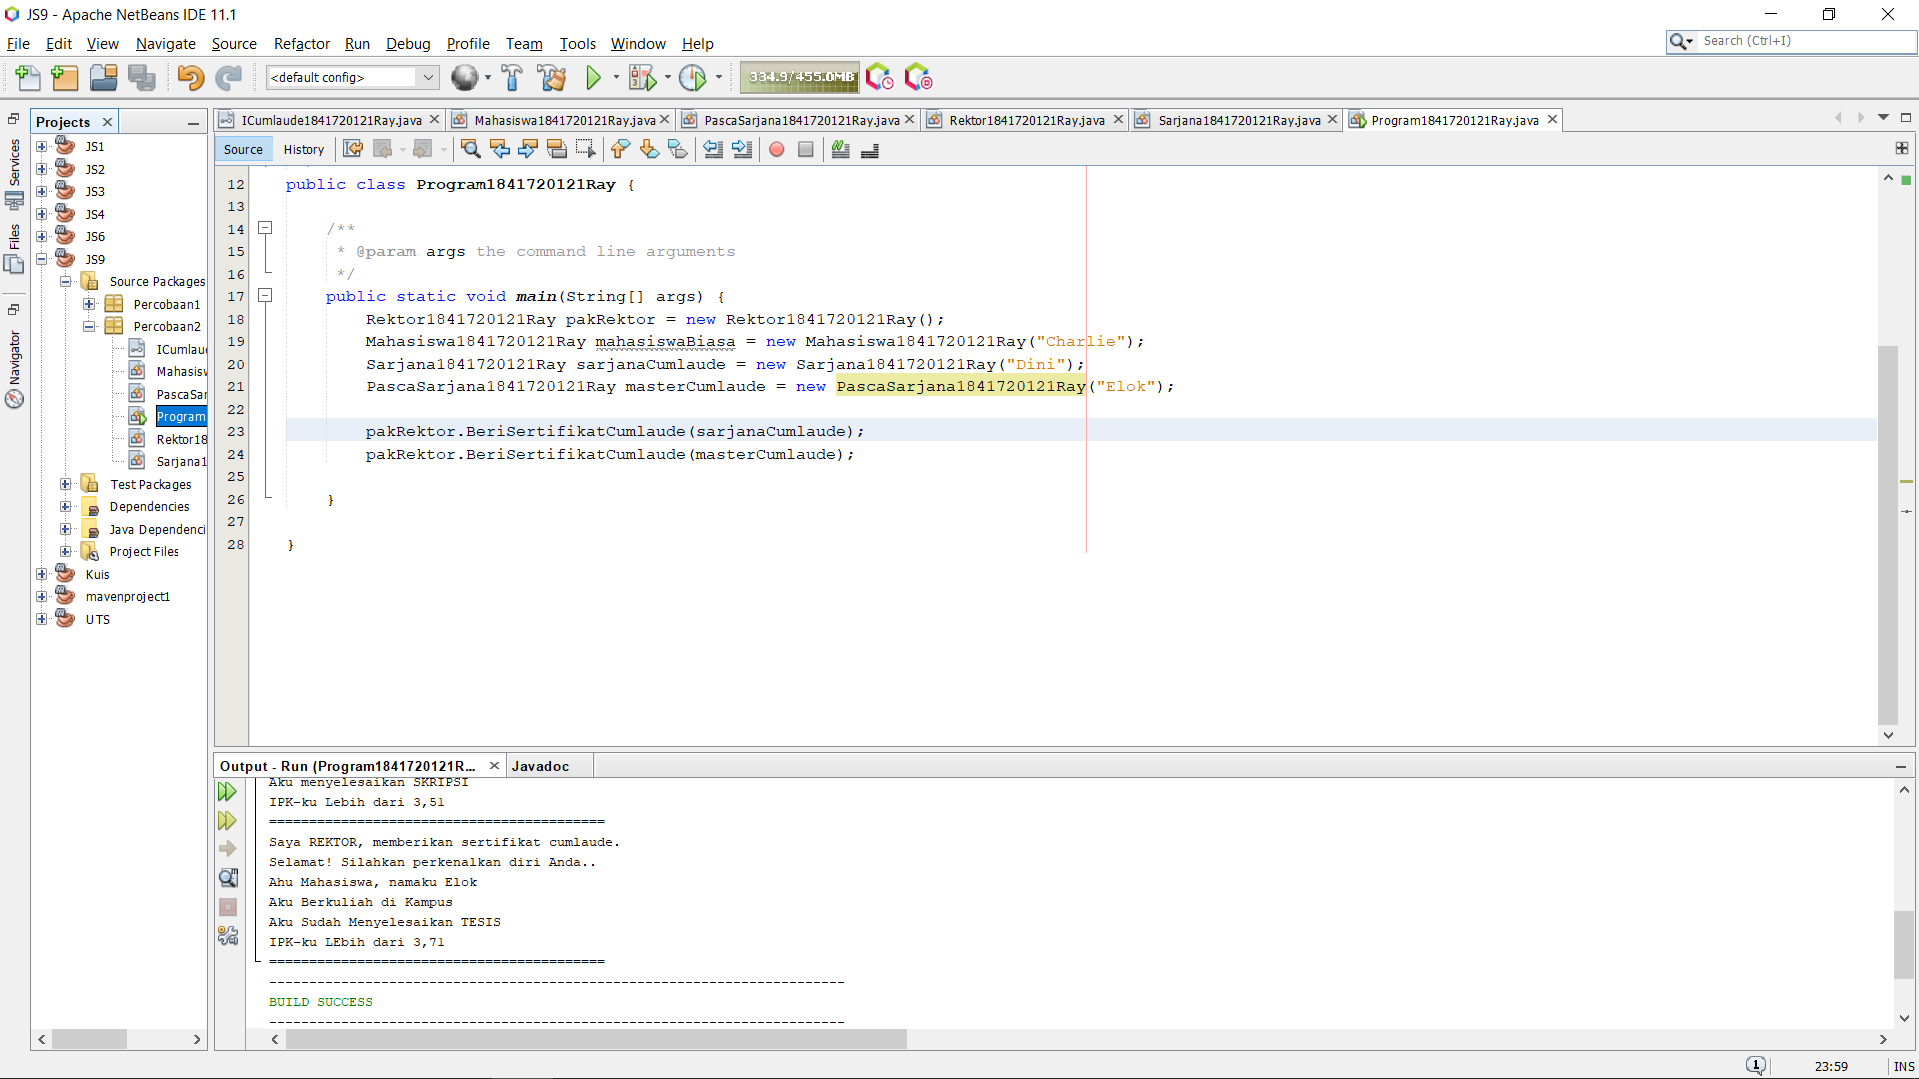 JS9 - Apache NetBeans IDE 11.1
File Edit View Navigate Source Refactor Run Debug Profile Team Tools Window Help
Search (Ctrl+I)
<default config>
334.9/455.0MB
Services
Files
Navigator
Projects
JS1
JS2
JS3
JS4
JS6
JS9
Source Packages
Percobaan1
Percobaan2
ICumlau
Mahasisw
PascaSar
Program
Rektor18
Sarjana1
Test Packages
Dependencies
Java Dependenci
Project Files
Kuis
mavenproject1
UTS
ICumlaude1841720121Ray.java Mahasiswa1841720121Ray.java PascaSarjana1841720121Ray.java Rektor1841720121Ray.java Sarjana1841720121Ray.java Program1841720121Ray.java
Source History
12 public class Program1841720121Ray {
13
14 /**
15 * @param args the command line arguments
16 */
17 public static void main(String[] args) {
18 Rektor1841720121Ray pakRektor = new Rektor1841720121Ray();
19 Mahasiswa1841720121Ray mahasiswaBiasa = new Mahasiswa1841720121Ray("Charlie");
20 Sarjana1841720121Ray sarjanaCumlaude = new Sarjana1841720121Ray("Dini");
21 PascaSarjana1841720121Ray masterCumlaude = new PascaSarjana1841720121Ray("Elok");
22
23 pakRektor.BeriSertifikatCumlaude(sarjanaCumlaude);
24 pakRektor.BeriSertifikatCumlaude(masterCumlaude);
25
26 }
27
28 }
Output - Run (Program1841720121R... Javadoc
Aku menyelesaikan SKRIPSI
IPK-ku Lebih dari 3,51
==========================================
Saya REKTOR, memberikan sertifikat cumlaude.
Selamat! Silahkan perkenalkan diri Anda..
Ahu Mahasiswa, namaku Elok
Aku Berkuliah di Kampus
Aku Sudah Menyelesaikan TESIS
IPK-ku LEbih dari 3,71
==========================================
------------------------------------------------------------------------
BUILD SUCCESS
------------------------------------------------------------------------
1
23:59
INS